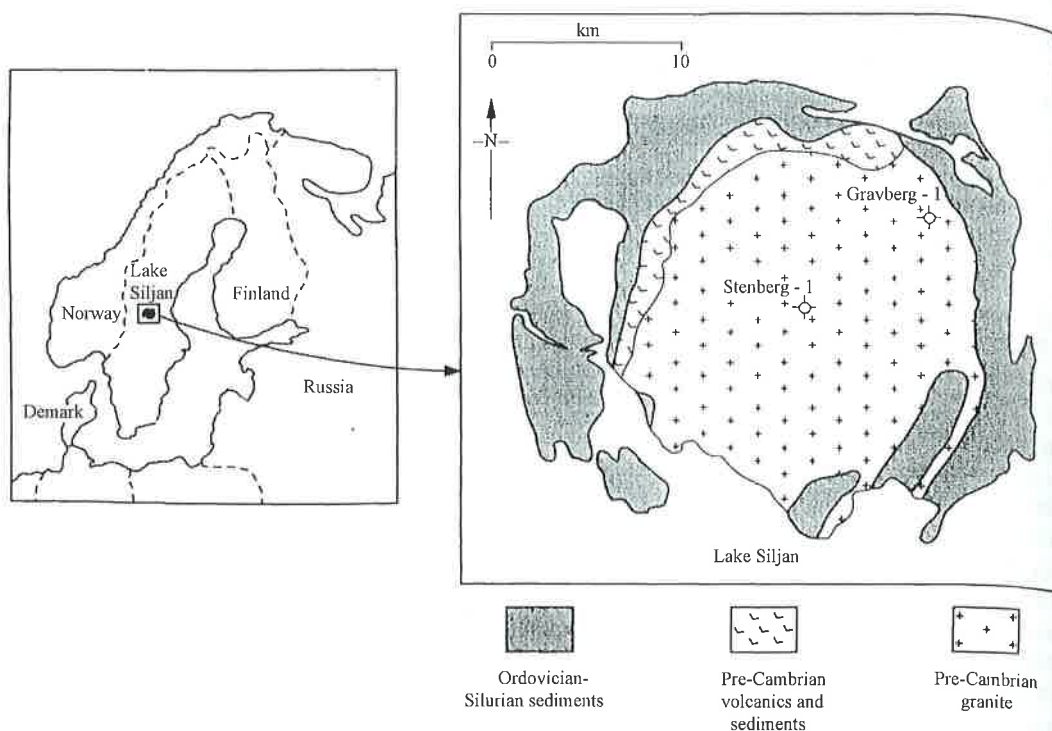 km
0
10
-N-
Lake
Siljan
Norway
Finland
Russia
Demark
Gravberg - 1
Stenberg - 1
Lake Siljan
Ordovician-
Silurian sediments
Pre-Cambrian
volcanics and
sediments
Pre-Cambrian
granite